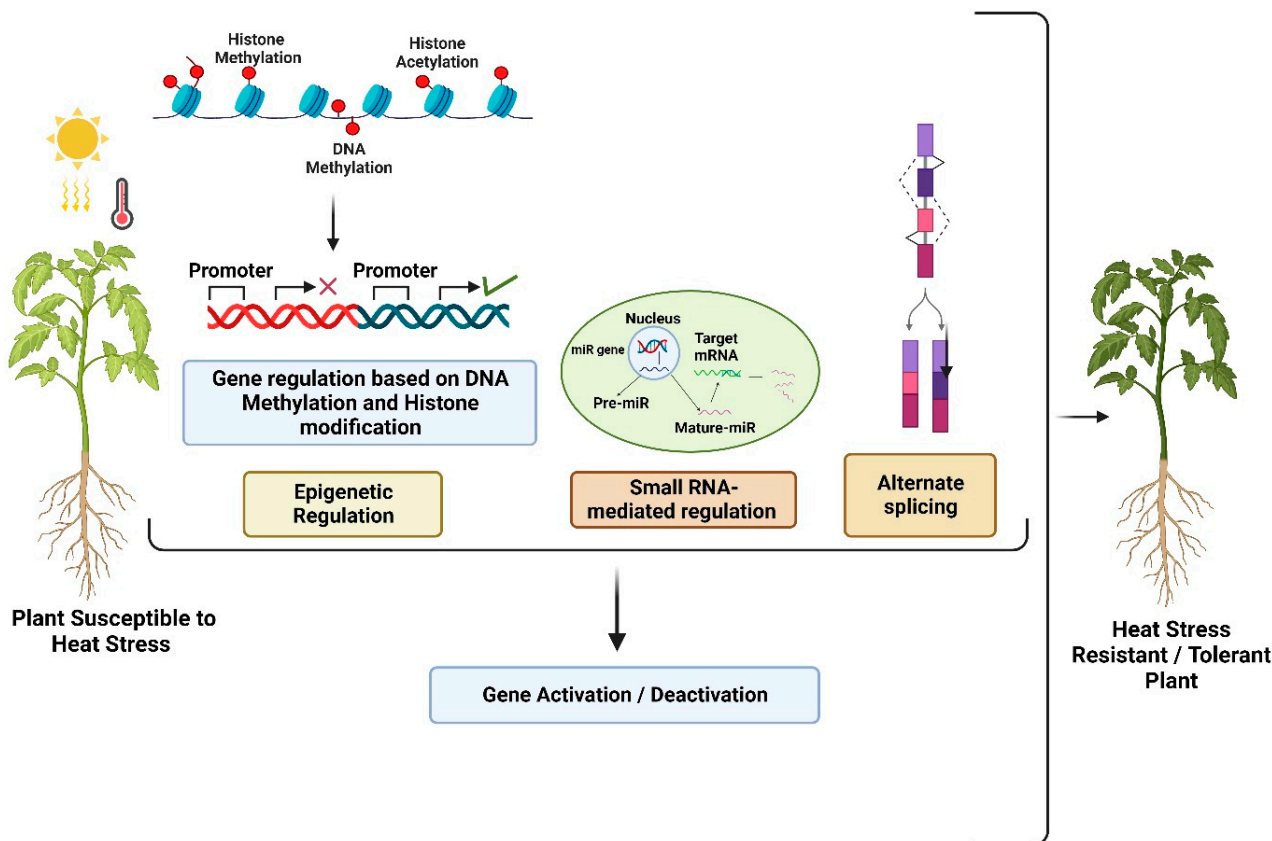 Histone
Methylation
Histone
Acetylation
DNA
Methylation
Promoter
Promoter
Gene regulation based on DNA
Methylation and Histone
modification
Epigenetic
Regulation
Nucleus
miR gene
Target
mRNA
Pre-miR
Mature-miR
Small RNA-
mediated regulation
Alternate
splicing
Plant Susceptible to
Heat Stress
Gene Activation / Deactivation
Heat Stress
Resistant / Tolerant
Plant